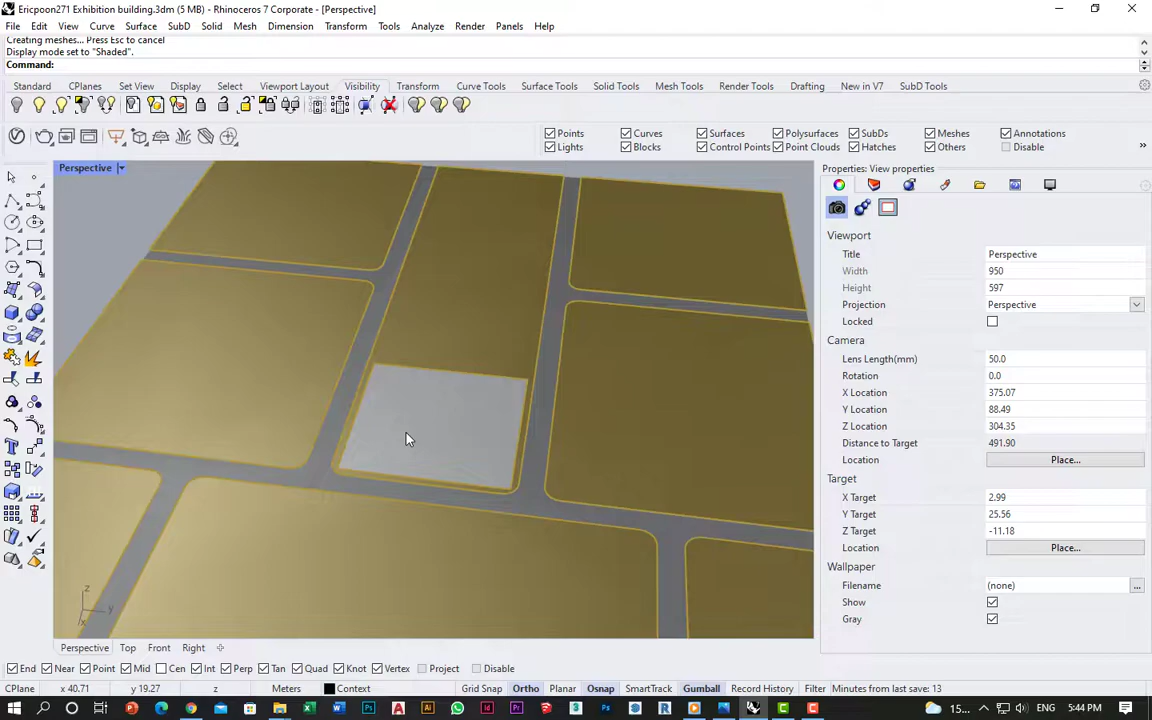 Ericpoon271 Exhibition building.3dm (5 MB) - Rhinoceros 7 Corporate - [Perspective]
File Edit View Curve Surface SubD Solid Mesh Dimension Transform Tools Analyze Render Panels Help
Creating meshes... Press Esc to cancel
Display mode set to "Shaded".
Command:
Standard CPlanes Set View Display Select Viewport Layout Visibility Transform Curve Tools Surface Tools Solid Tools Mesh Tools Render Tools Drafting New in V7 SubD Tools
Points Curves Surfaces Polysurfaces SubDs Meshes Annotations
Lights Blocks Control Points Point Clouds Hatches Others Disable
Perspective
Properties: View properties
Viewport
Title Perspective
Width 950
Height 597
Projection Perspective
Locked
Camera
Lens Length(mm) 50.0
Rotation 0.0
X Location 375.07
Y Location 88.49
Z Location 304.35
Distance to Target 491.90
Location Place...
Target
X Target 2.99
Y Target 25.56
Z Target -11.18
Location Place...
Wallpaper
Filename (none) ...
Show
Gray
z
y
x
Perspective Top Front Right
End Near Point Mid Cen Int Perp Tan Quad Knot Vertex Project Disable
CPlane x 40.71 y 19.27 z Meters Context Grid Snap Ortho Planar Osnap SmartTrack Gumball Record History Filter Minutes from last save: 13
15... 5:44 PM